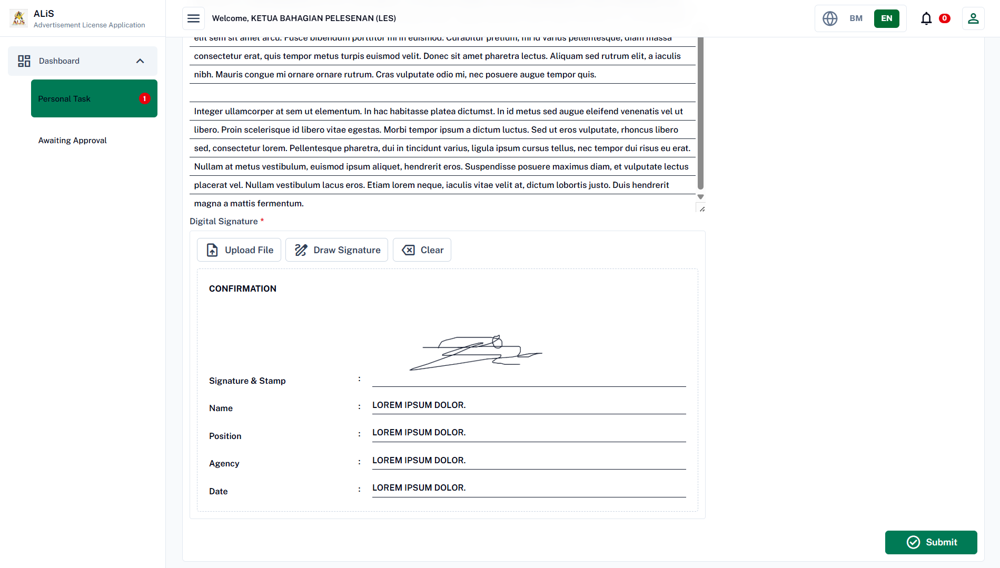 ALiS
Advertisement License Application
Welcome, KETUA BAHAGIAN PELESENAN (LES)
BM
EN
0
Dashboard
Personal Task
1
Awaiting Approval
elit sem sit amet arcu. Fusce bibendum porttitor mi in euismod. Curabitur pretium, mi id varius pellentesque, diam massa
consectetur erat, quis tempor metus turpis euismod velit. Donec sit amet pharetra lectus. Aliquam sed rutrum elit, a iaculis
nibh. Mauris congue mi ornare ornare rutrum. Cras vulputate odio mi, nec posuere augue tempor quis.
Integer ullamcorper at sem ut elementum. In hac habitasse platea dictumst. In id metus sed augue eleifend venenatis vel ut
libero. Proin scelerisque id libero vitae egestas. Morbi tempor ipsum a dictum luctus. Sed ut eros vulputate, rhoncus libero
sed, consectetur lorem. Pellentesque pharetra, dui in tincidunt varius, ligula ipsum cursus tellus, nec tempor dui risus eu erat.
Nullam at metus vestibulum, euismod ipsum aliquet, hendrerit eros. Suspendisse posuere maximus diam, et vulputate lectus
placerat vel. Nullam vestibulum lacus eros. Etiam lorem neque, iaculis vitae velit at, dictum lobortis justo. Duis hendrerit
magna a mattis fermentum.
Digital Signature *
Upload File
Draw Signature
Clear
CONFIRMATION
Signature & Stamp :
Name : LOREM IPSUM DOLOR.
Position : LOREM IPSUM DOLOR.
Agency : LOREM IPSUM DOLOR.
Date : LOREM IPSUM DOLOR.
Submit